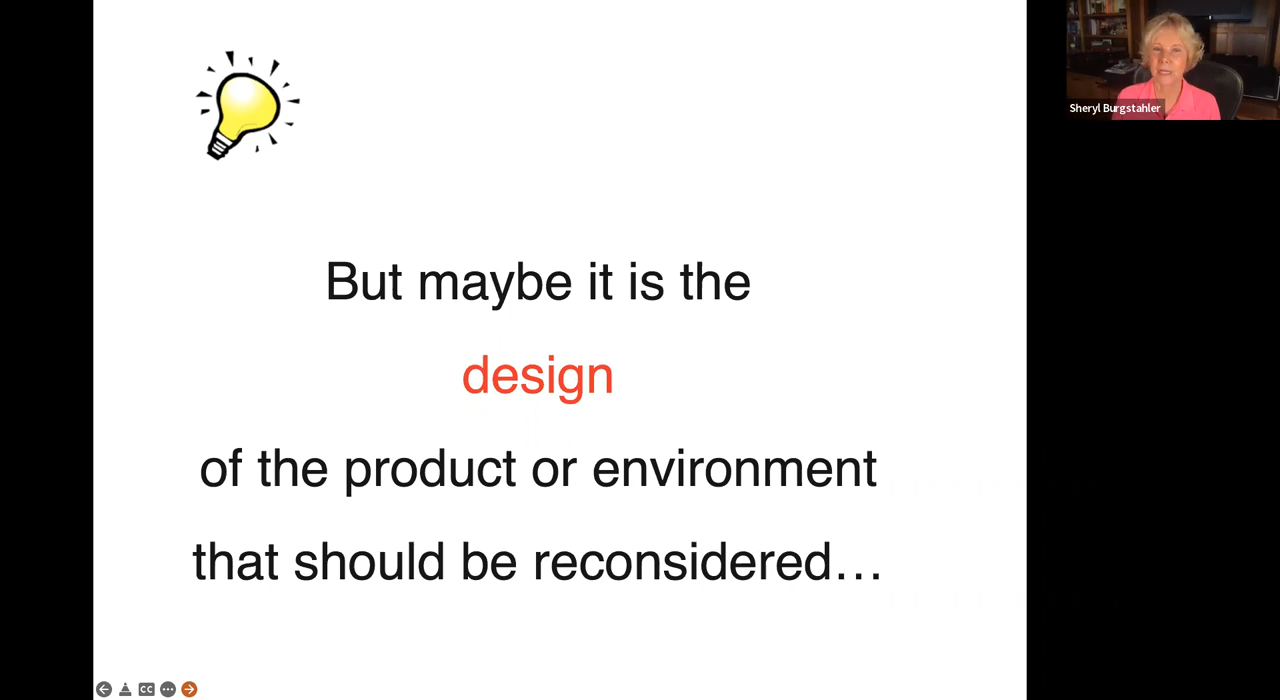 Sheryl Burgstahler
But maybe it is the
design
of the product or environment
that should be reconsidered…
CC